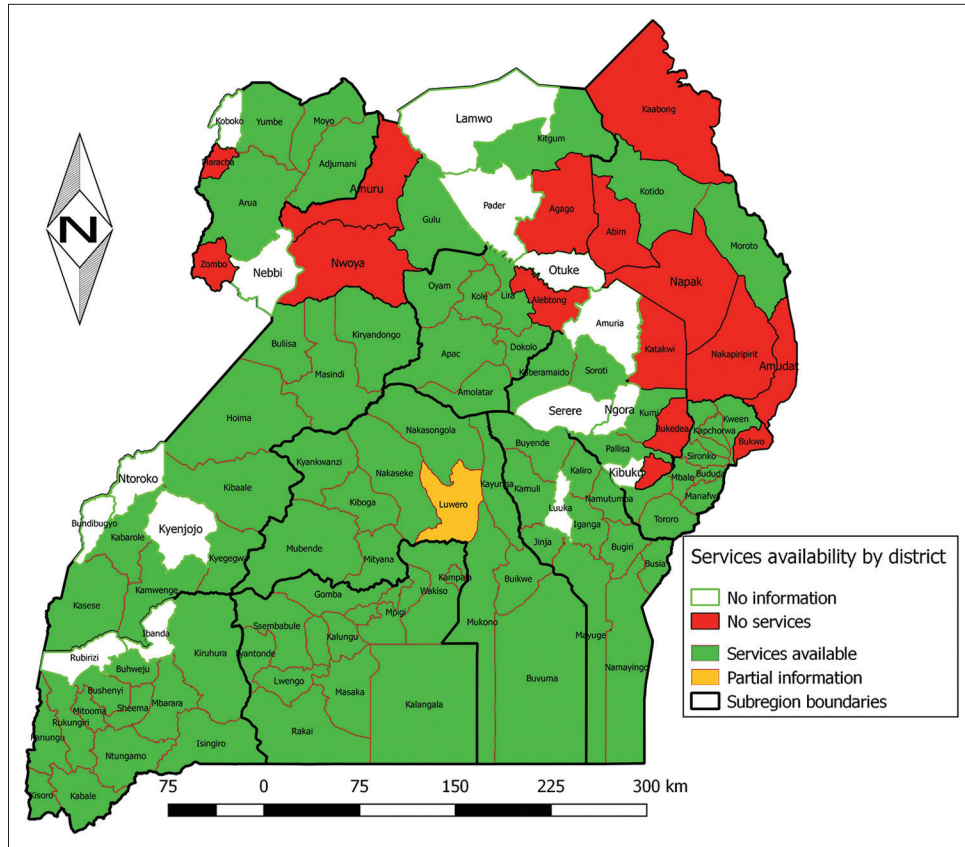 Kaabong
Koboko
Yumbe
Moyo
Lamwo
Kitgum
Maracha
Adjumani
Amuru
Kotido
Arua
Pader
Agago
Gulu
Abim
Moroto
N
Zombo
Nebbi
Nwoya
Otuke
Napak
Oyam
Kole
Lira
Alebtong
Amuria
Buliisa
Kiryandongo
Apac
Dokolo
Katakwi
Nakapiripirit
Amudat
Masindi
Kaberamaido
Soroti
Amolatar
Hoima
Serere
Ngora
Kumi
Bukedea
Kween
Kapchorwa
Bukwo
Nakasongola
Buyende
Pallisa
Sironko
Kyankwanzi
Nakaseke
Kayunga
Kamuli
Kaliro
Kibuku
Mbale
Bududa
Ntoroko
Kibaale
Kiboga
Luwero
Luuka
Namutumba
Manafwa
Bundibugyo
Kabarole
Kyenjojo
Kyegegwa
Iganga
Tororo
Mubende
Mityana
Jinja
Bugiri
Busia
Kasese
Kamwenge
Gomba
Kampala
Wakiso
Buikwe
Mpigi
Ibanda
Ssembabule
Kalungu
Mukono
Mayuge
Rubirizi
Buhweju
Kiruhura
Lyantonde
Namayingo
Bushenyi
Lwengo
Masaka
Buvuma
Mitooma
Sheema
Mbarara
Kalangala
Rukungiri
Kanungu
Rakai
Isingiro
Ntungamo
Kisoro
Kabale
Services availability by district
No information
No services
Services available
Partial information
Subregion boundaries
75 0 75 150 225 300 km